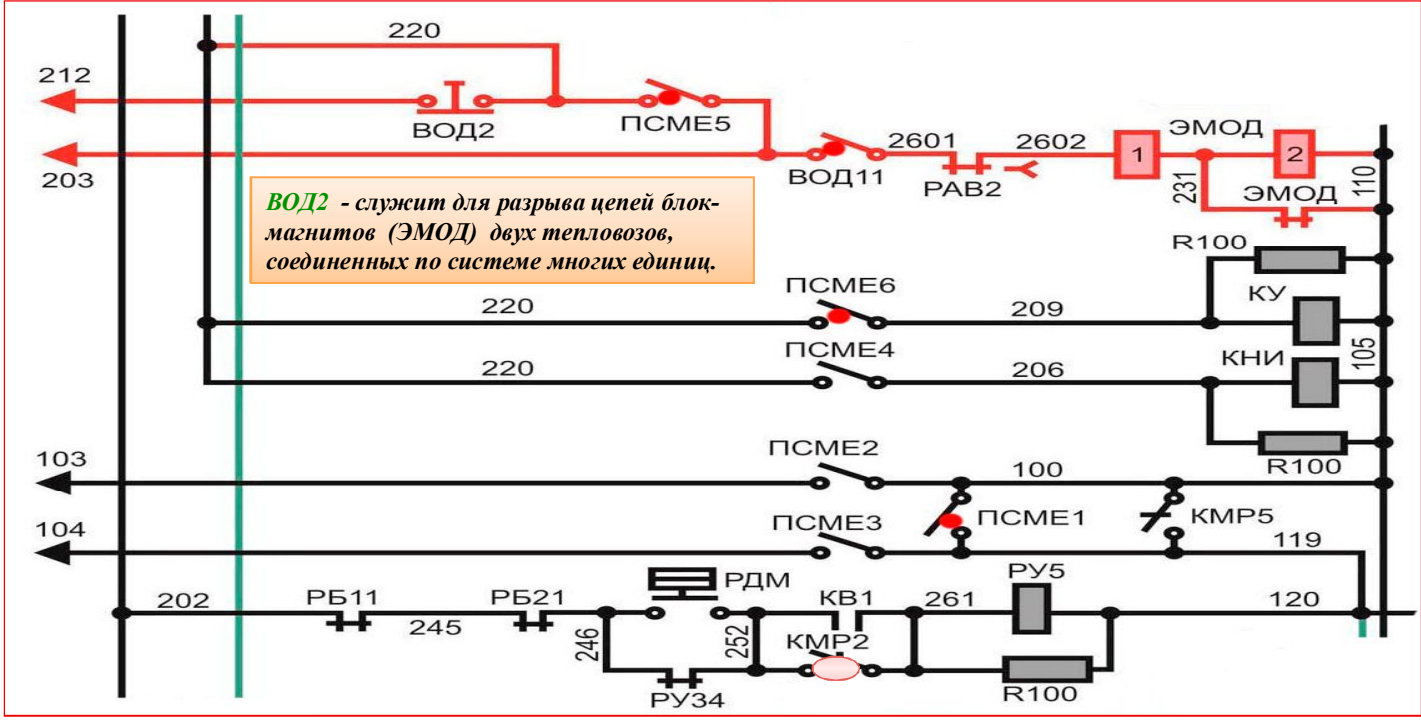 220
212
ВОД2
ПСМЕ5
203
ВОД11
2601
РАВ2
2602
1
ЭМОД
2
231
ЭМОД
110
ВОД2 - служит для разрыва цепей блок-
магнитов (ЭМОД) двух тепловозов,
соединенных по системе многих единиц.
R100
ПСМЕ6
220
209
КУ
ПСМЕ4
220
206
КНИ
105
R100
ПСМЕ2
103
100
ПСМЕ1
КМР5
104
ПСМЕ3
119
РДМ
РУ5
202
РБ11
245
РБ21
246
252
КВ1
261
120
КМР2
РУ34
R100